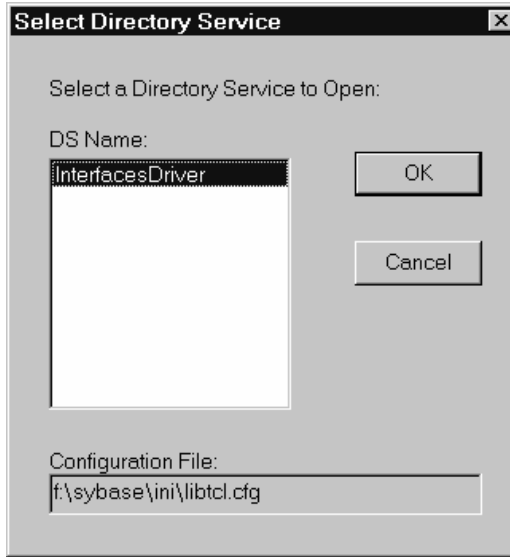 Select Directory Service
Select a Directory Service to Open:
DS Name:
InterfacesDriver
OK
Cancel
Configuration File:
f:\sybase\ini\libtcl.cfg